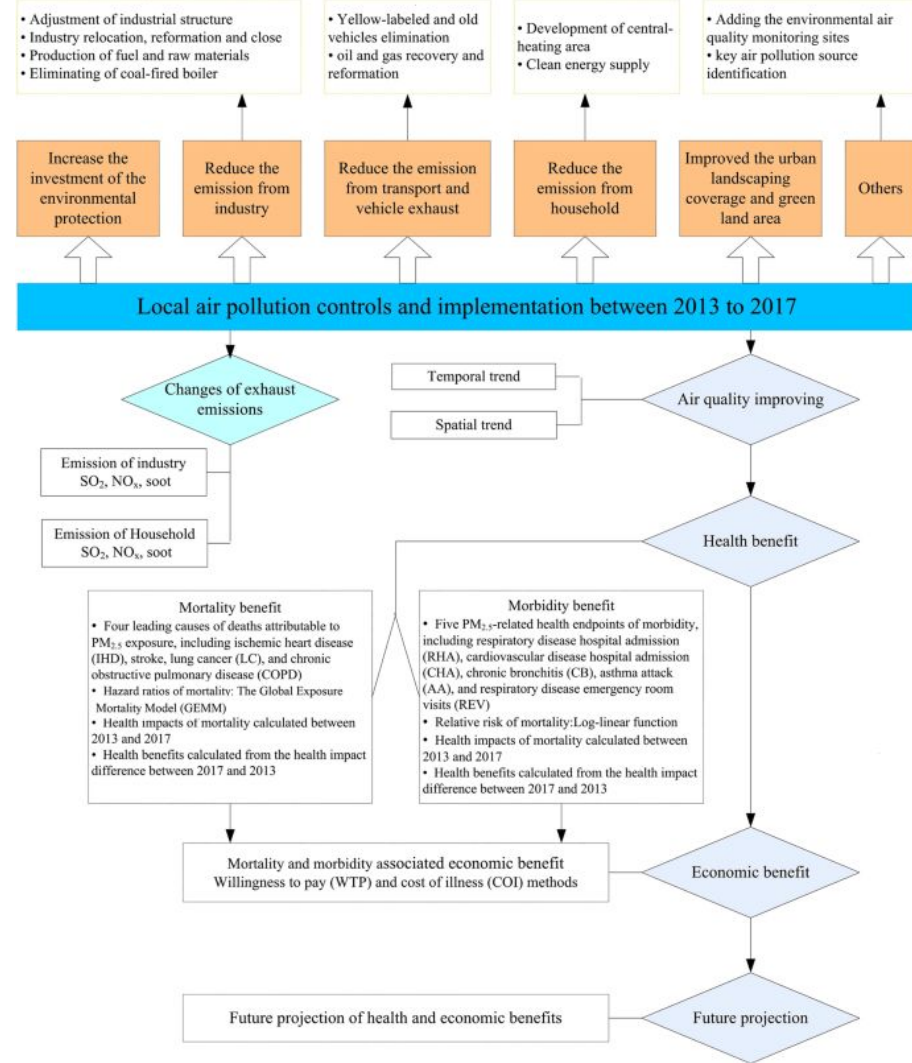 • Adjustment of industrial structure
• Industry relocation, reformation and close
• Production of fuel and raw materials
• Eliminating of coal-fired boiler
• Yellow-labeled and old
vehicles elimination
• oil and gas recovery and
reformation
• Development of central-
heating area
• Clean energy supply
• Adding the environmental air
quality monitoring sites
• key air pollution source
identification
Increase the
investment of the
environmental
protection
Reduce the
emission from
industry
Reduce the emission
from transport and
vehicle exhaust
Reduce the
emission from
household
Improved the urban
landscaping
coverage and green
land area
Others
Local air pollution controls and implementation between 2013 to 2017
Changes of exhaust
emissions
Temporal trend
Spatial trend
Air quality improving
Emission of industry
SO₂, NOₓ, soot
Emission of Household
SO₂, NOₓ, soot
Health benefit
Mortality benefit
• Four leading causes of deaths attributable to
PM₂.₅ exposure, including ischemic heart disease
(IHD), stroke, lung cancer (LC), and chronic
obstructive pulmonary disease (COPD)
• Hazard ratios of mortality: The Global Exposure
Mortality Model (GEMM)
• Health impacts of mortality calculated between
2013 and 2017
• Health benefits calculated from the health impact
difference between 2017 and 2013
Morbidity benefit
• Five PM₂.₅-related health endpoints of morbidity,
including respiratory disease hospital admission
(RHA), cardiovascular disease hospital admission
(CHA), chronic bronchitis (CB), asthma attack
(AA), and respiratory disease emergency room
visits (REV)
• Relative risk of mortality:Log-linear function
• Health impacts of mortality calculated between
2013 and 2017
• Health benefits calculated from the health impact
difference between 2017 and 2013
Mortality and morbidity associated economic benefit
Willingness to pay (WTP) and cost of illness (COI) methods
Economic benefit
Future projection of health and economic benefits
Future projection